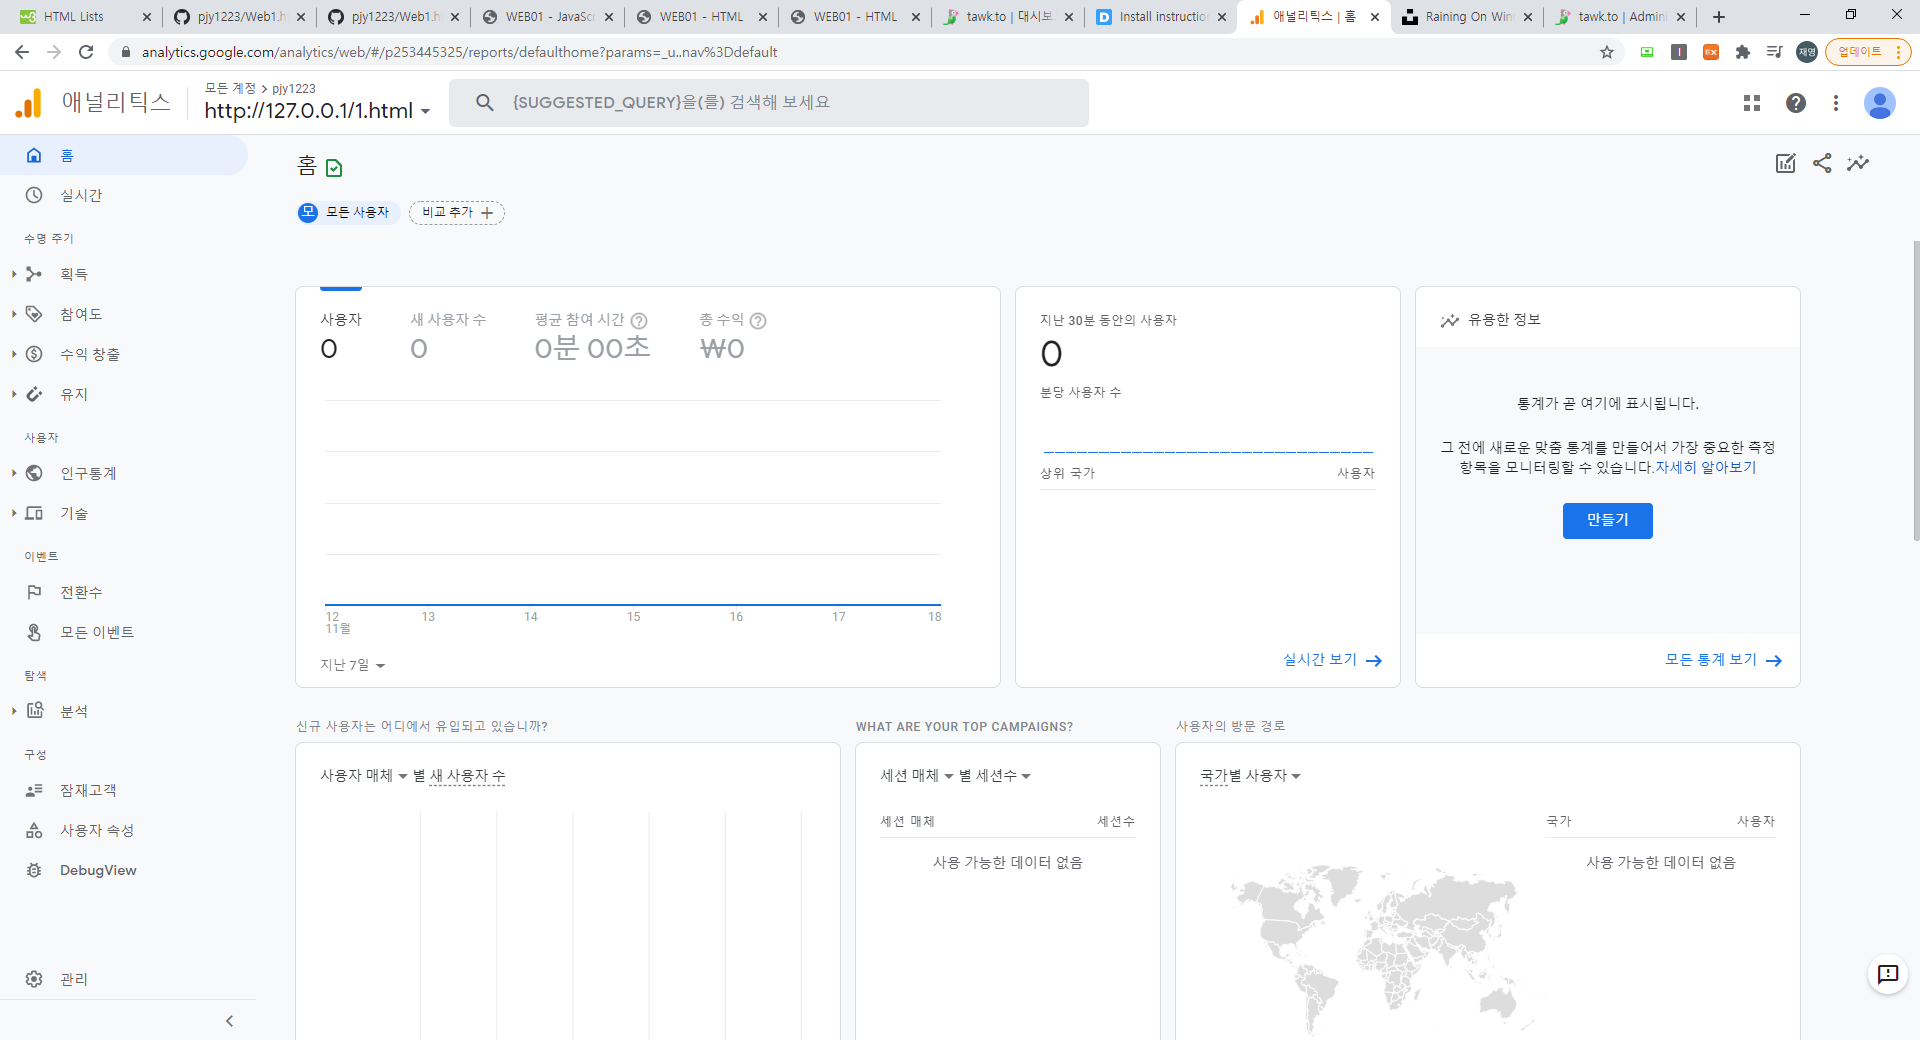 HTML Lists
pjy1223/Web1.h
pjy1223/Web1.h
WEB01 - JavaScr
WEB01 - HTML
WEB01 - HTML
tawk.to | 대시보
Install instruction
애널리틱스 | 홈
Raining On Win
tawk.to | Admin
analytics.google.com/analytics/web/#/p253445325/reports/defaulthome?params=_u..nav%3Ddefault
EX
재영
업데이트
애널리틱스
모든 계정 > pjy1223
http://127.0.0.1/1.html
{SUGGESTED_QUERY}을(를) 검색해 보세요
홈
실시간
수명 주기
획득
참여도
수익 창출
유지
사용자
인구통계
기술
이벤트
전환수
모든 이벤트
탐색
분석
구성
잠재고객
사용자 속성
DebugView
관리
홈
모 모든 사용자
비교 추가
사용자
0
새 사용자 수
0
평균 참여 시간
0분 00초
총 수익
₩0
12
11월
13
14
15
16
17
18
지난 7일
지난 30분 동안의 사용자
0
분당 사용자 수
상위 국가
사용자
실시간 보기
유용한 정보
통계가 곧 여기에 표시됩니다.
그 전에 새로운 맞춤 통계를 만들어서 가장 중요한 측정
항목을 모니터링할 수 있습니다.자세히 알아보기
만들기
모든 통계 보기
신규 사용자는 어디에서 유입되고 있습니까?
사용자 매체 별 새 사용자 수
WHAT ARE YOUR TOP CAMPAIGNS?
세션 매체 별 세션수
세션 매체
세션수
사용 가능한 데이터 없음
사용자의 방문 경로
국가별 사용자
국가
사용자
사용 가능한 데이터 없음